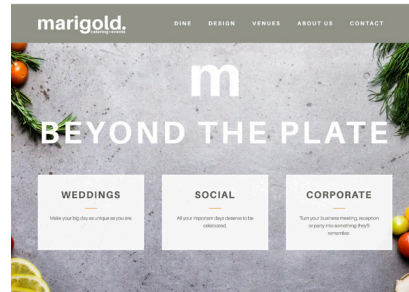 marigold.
catering + events
DINE DESIGN VENUES ABOUT US CONTACT
m
BEYOND THE PLATE
WEDDINGS
Make your big day as unique as you are.
SOCIAL
All your important days deserve to be
celebrated.
CORPORATE
Turn your business meeting, reception
or party into something they'll
remember.